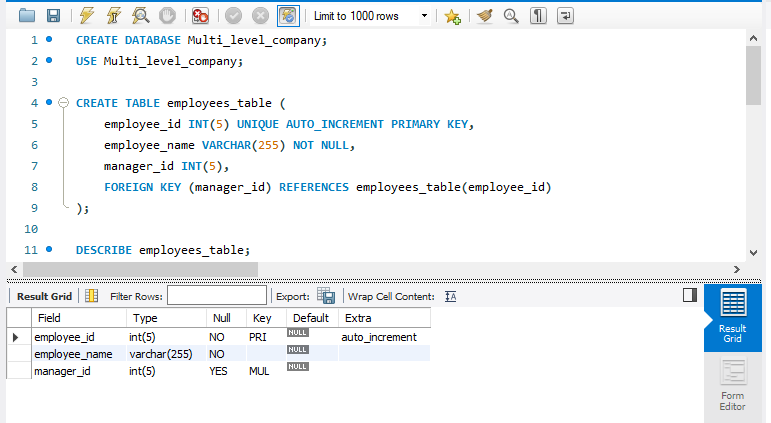 Limit to 1000 rows
1 CREATE DATABASE Multi_level_company;
2 USE Multi_level_company;
3
4 CREATE TABLE employees_table (
5 employee_id INT(5) UNIQUE AUTO_INCREMENT PRIMARY KEY,
6 employee_name VARCHAR(255) NOT NULL,
7 manager_id INT(5),
8 FOREIGN KEY (manager_id) REFERENCES employees_table(employee_id)
9 );
10
11 DESCRIBE employees_table;
Result Grid Filter Rows: Export: Wrap Cell Content: IA
Field Type Null Key Default Extra
employee_id int(5) NO PRI NULL auto_increment
employee_name varchar(255) NO NULL
manager_id int(5) YES MUL NULL
Result
Grid
Form
Editor